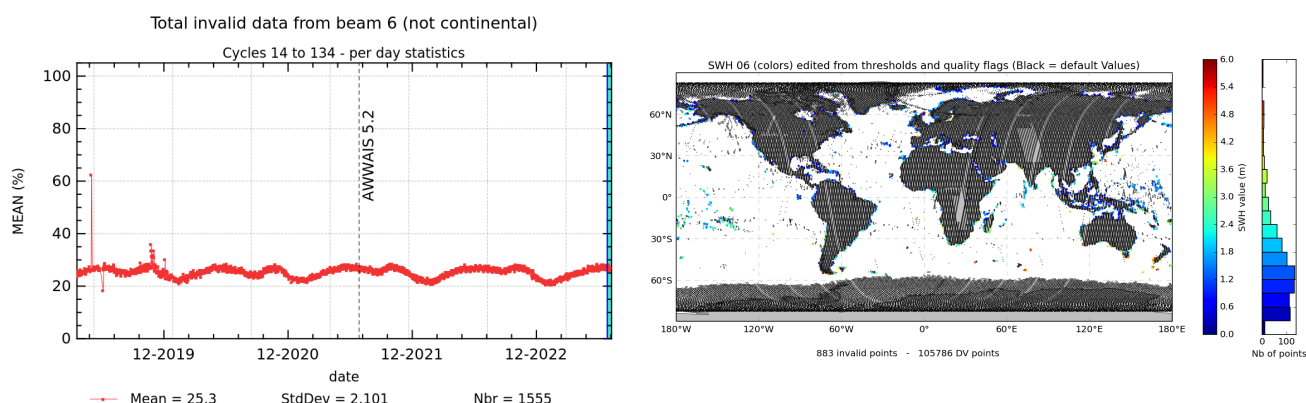 Total invalid data from beam 6 (not continental)
Cycles 14 to 134 - per day statistics
100
80
60
40
20
0
MEAN (%)
AWWAIS 5.2
12-2019 12-2020 12-2021 12-2022
date
Mean = 25.3 StdDev = 2.101 Nbr = 1555
SWH 06 (colors) edited from thresholds and quality flags (Black = default Values)
60°N
30°N
0°
30°S
60°S
180°W 120°W 60°W 0° 60°E 120°E 180°E
883 invalid points - 105786 DV points
6.0
5.4
4.8
4.2
3.6
3.0
2.4
1.8
1.2
0.6
0.0
SWH value (m)
0 100
Nb of points